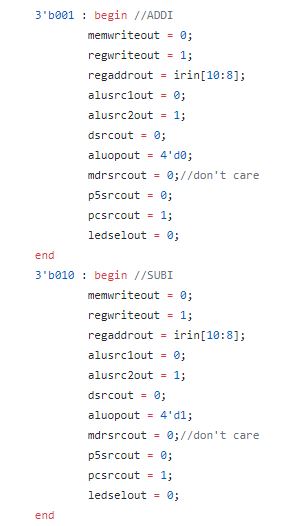 3'b001 : begin //ADDI
memwriteout = 0;
regwriteout = 1;
regaddrout = irin[10:8];
alusrc1out = 0;
alusrc2out = 1;
dsrcout = 0;
aluopout = 4'd0;
mdrsrcout = 0;//don't care
p5srcout = 0;
pcsrcout = 1;
ledselout = 0;
end
3'b010 : begin //SUBI
memwriteout = 0;
regwriteout = 1;
regaddrout = irin[10:8];
alusrc1out = 0;
alusrc2out = 1;
dsrcout = 0;
aluopout = 4'd1;
mdrsrcout = 0;//don't care
p5srcout = 0;
pcsrcout = 1;
ledselout = 0;
end